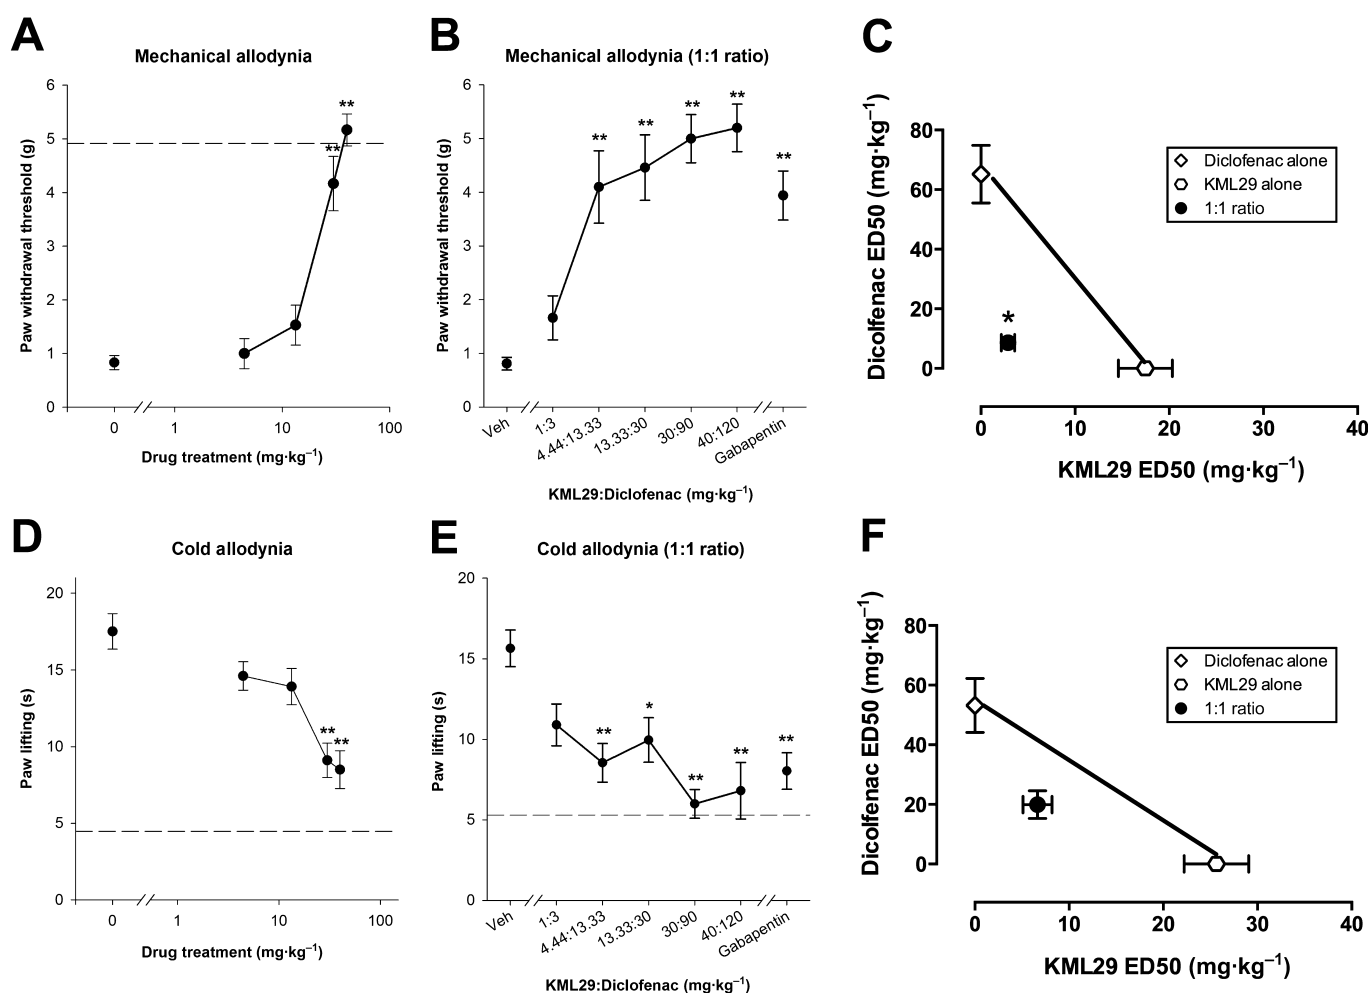 A
Mechanical allodynia
Paw withdrawal threshold (g)
6
5
4
3
2
1
0
**
**
0
1
10
100
Drug treatment (mg·kg–1)
B
Mechanical allodynia (1:1 ratio)
Paw withdrawal threshold (g)
6
5
4
3
2
1
0
**
**
**
**
**
Veh
1:3
4.44:13.33
13.33:30
30:90
40:120
Gabapentin
KML29:Diclofenac (mg·kg–1)
C
Dicolfenac ED50 (mg·kg–1)
80
60
40
20
0
*
Diclofenac alone
KML29 alone
1:1 ratio
0
10
20
30
40
KML29 ED50 (mg·kg–1)
D
Cold allodynia
Paw lifting (s)
20
15
10
5
0
**
**
0
1
10
100
Drug treatment (mg·kg–1)
E
Cold allodynia (1:1 ratio)
Paw lifting (s)
20
15
10
5
0
**
*
**
**
**
Veh
1:3
4.44:13.33
13.33:30
30:90
40:120
Gabapentin
KML29:Diclofenac (mg·kg–1)
F
Dicolfenac ED50 (mg·kg–1)
80
60
40
20
0
Diclofenac alone
KML29 alone
1:1 ratio
0
10
20
30
40
KML29 ED50 (mg·kg–1)